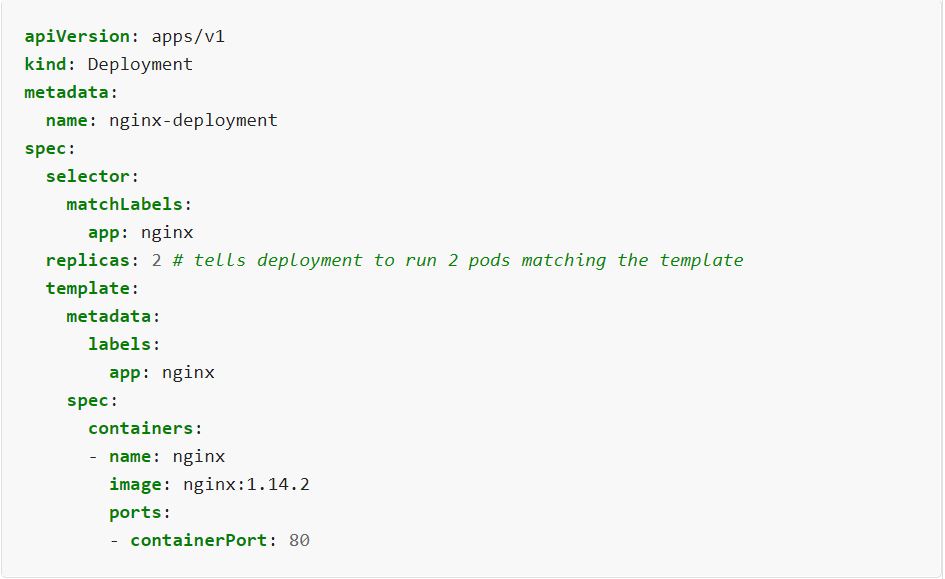 apiVersion: apps/v1
kind: Deployment
metadata:
  name: nginx-deployment
spec:
  selector:
    matchLabels:
      app: nginx
  replicas: 2 # tells deployment to run 2 pods matching the template
  template:
    metadata:
      labels:
        app: nginx
    spec:
      containers:
      - name: nginx
        image: nginx:1.14.2
        ports:
        - containerPort: 80